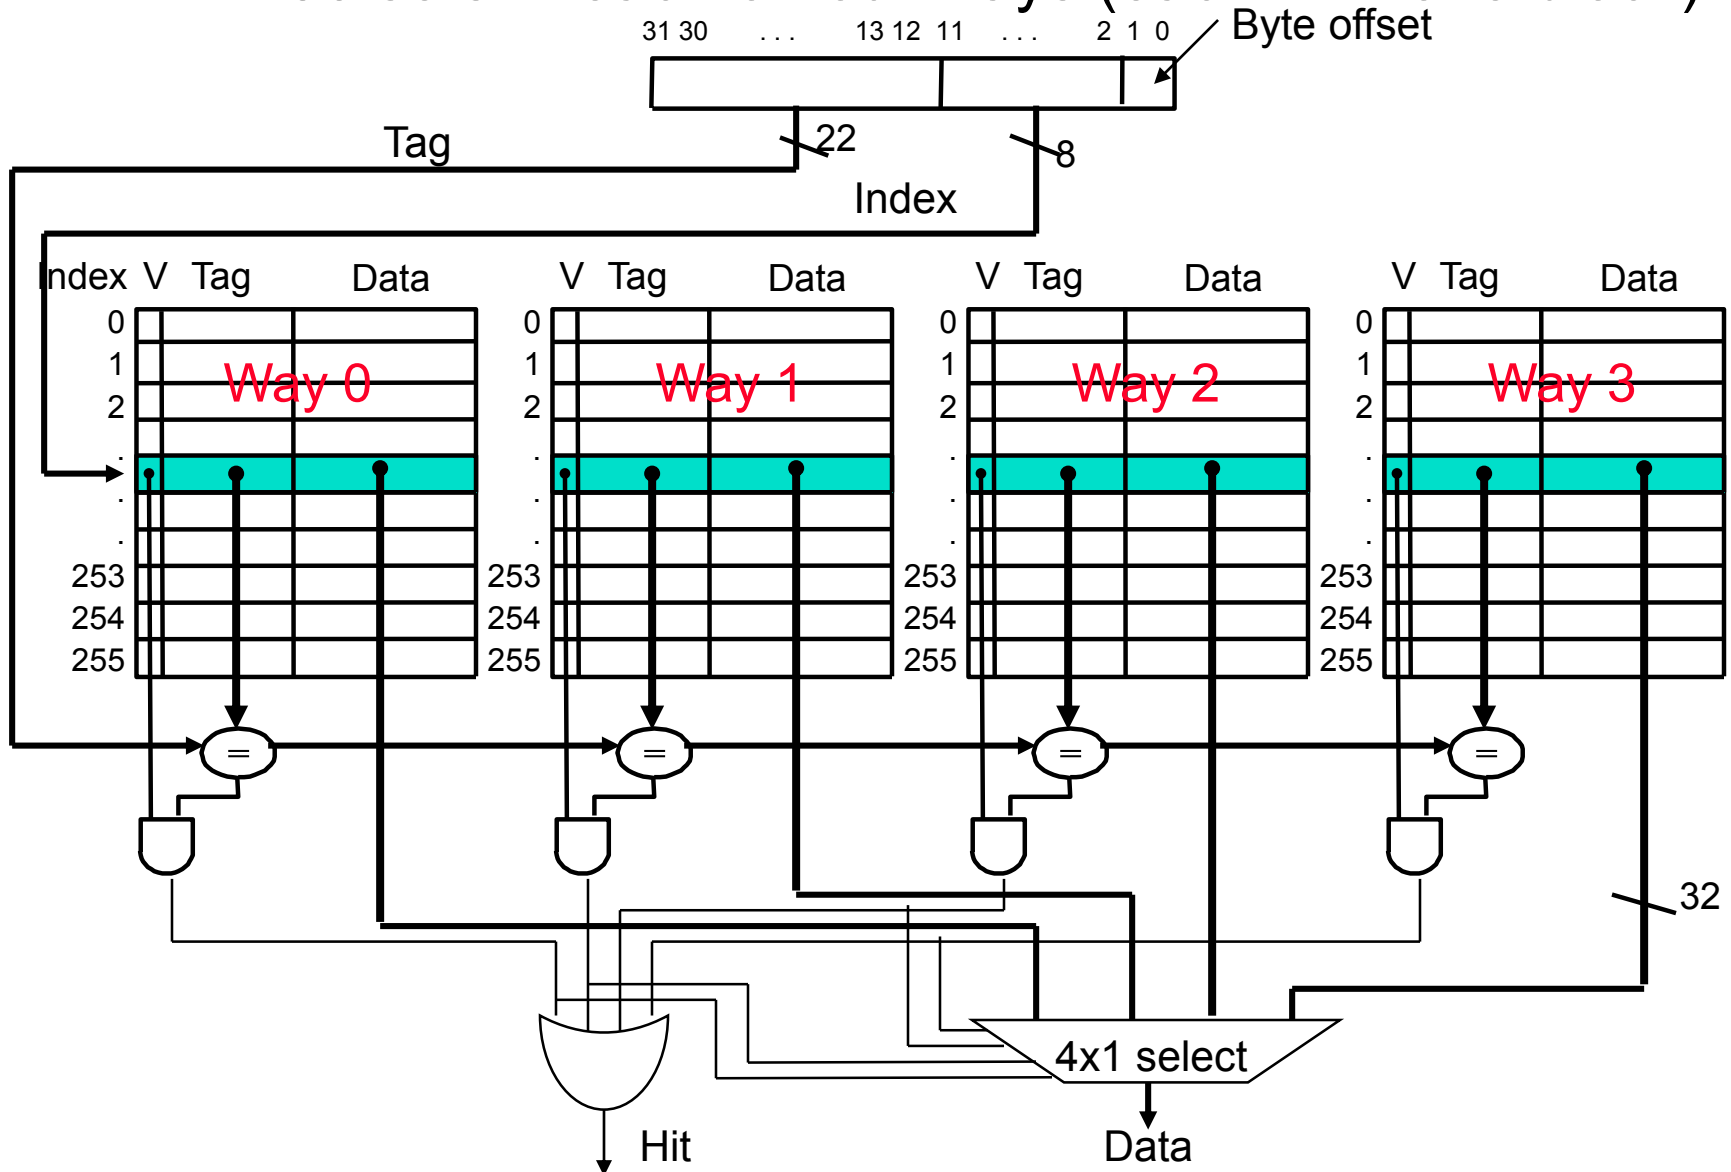 31 30 . . . 13 12 11 . . . 2 1 0
Byte offset
22
8
Tag
Index
Index V Tag Data V Tag Data V Tag Data V Tag Data
0 0 0 0
1 1 1 1
Way 0 Way 1 Way 2 Way 3
2 2 2 2
. . . .
. . . .
. . . .
253 253 253 253
254 254 254 254
255 255 255 255
= = = =
32
4x1 select
Hit
Data